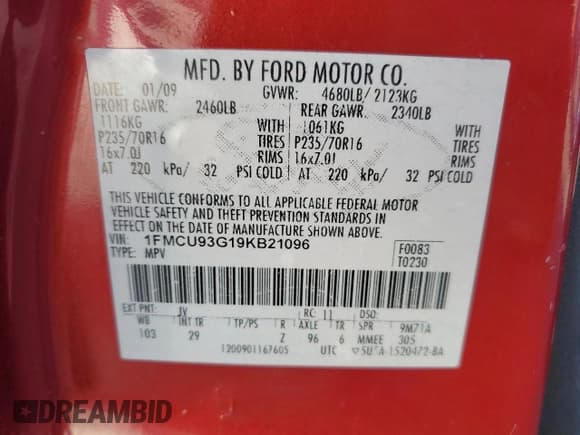 MFD. BY FORD MOTOR CO.
DATE: 01/09 GVWR: 4680LB/ 2123KG
FRONT GAWR: 2460LB REAR GAWR: 2340LB
1116KG WITH 1061KG WITH
P235/70R16 TIRES P235/70R16 TIRES
16x7.0J RIMS 16x7.0J RIMS
AT 220 kPa/ 32 PSI COLD AT 220 kPa/ 32 PSI COLD
THIS VEHICLE CONFORMS TO ALL APPLICABLE FEDERAL MOTOR
VEHICLE SAFETY AND THEFT PREVENTION STANDARDS IN
EFFECT ON THE DATE OF MANUFACTURE SHOWN ABOVE.
VIN: 1FMCU93G19KB21096 F0083
TYPE: MPV T0230
EXT PNT: JV RC: 11 DSO:
WB INT TR TP/PS R AXLE TR SPR 9M71A
103 29 Z 96 6 MMEE 305
1200901167605 UTC 5U A-1520472-BA
DREAMBID